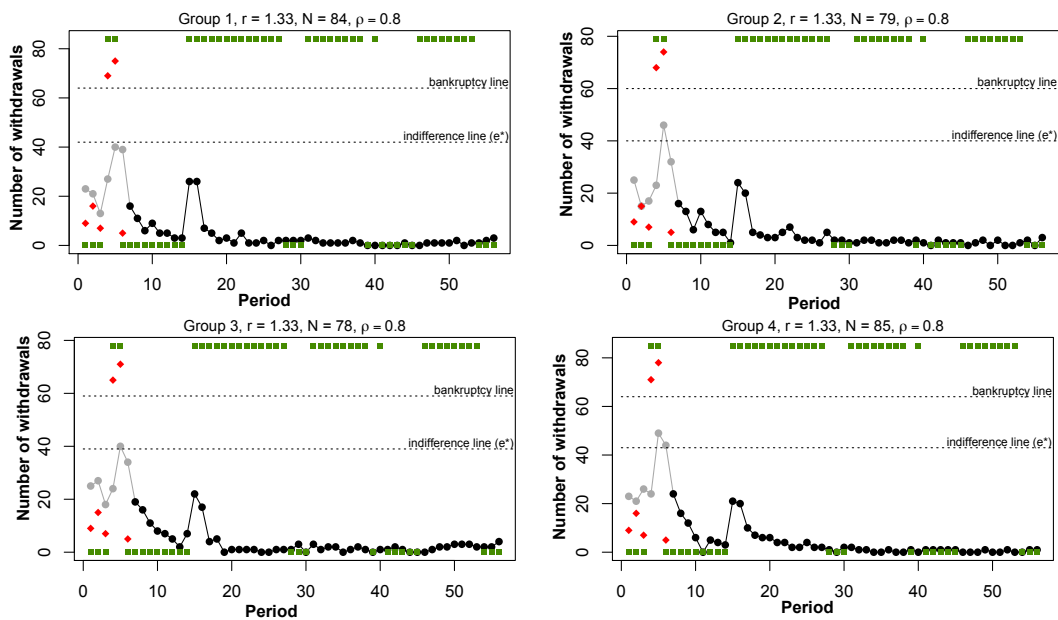 Group 1, r = 1.33, N = 84, ρ = 0.8
Number of withdrawals
80
60
40
20
0
bankruptcy line
indifference line (e*)
0 10 20 30 40 50
Period
Group 2, r = 1.33, N = 79, ρ = 0.8
Number of withdrawals
80
60
40
20
0
bankruptcy line
indifference line (e*)
0 10 20 30 40 50
Period
Group 3, r = 1.33, N = 78, ρ = 0.8
Number of withdrawals
80
60
40
20
0
bankruptcy line
indifference line (e*)
0 10 20 30 40 50
Period
Group 4, r = 1.33, N = 85, ρ = 0.8
Number of withdrawals
80
60
40
20
0
bankruptcy line
indifference line (e*)
0 10 20 30 40 50
Period